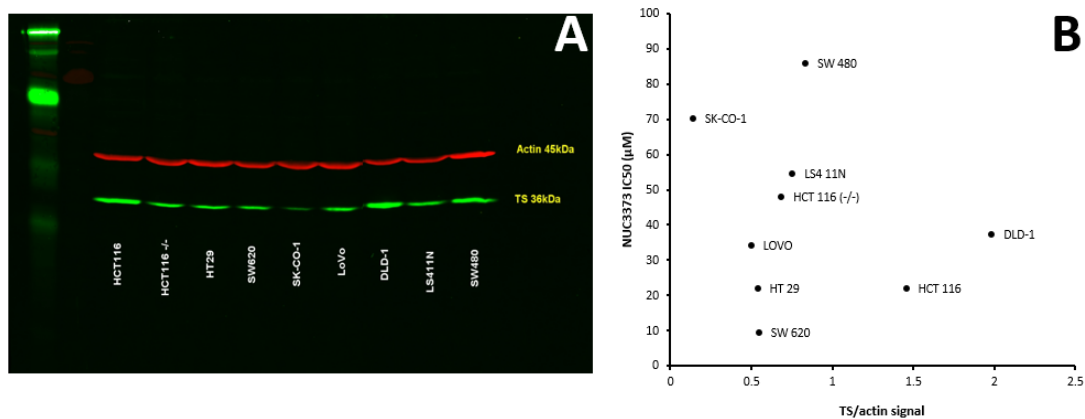 A
Actin 45kDa
TS 36kDa
HCT116
HCT116 -/-
HT29
SW620
SK-CO-1
LoVo
DLD-1
LS411N
SW480
B
NUC3373 IC50 (µM)
100
90
80
70
60
50
40
30
20
10
0
SW 480
SK-CO-1
LS4 11N
HCT 116 (-/-)
DLD-1
LOVO
HT 29
HCT 116
SW 620
0
0.5
1
1.5
2
2.5
TS/actin signal